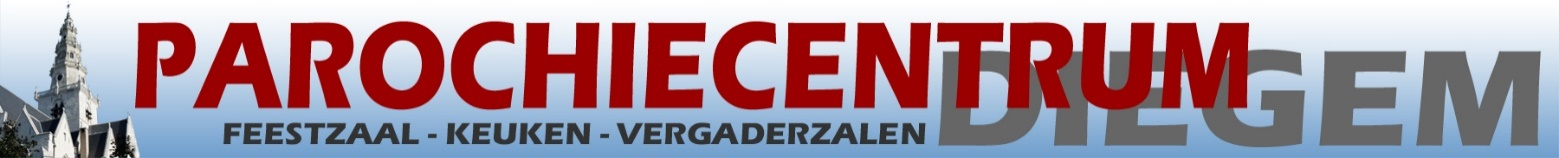 PAROCHIECENTRUM
DIEGEM
FEESTZAAL - KEUKEN - VERGADERZALEN